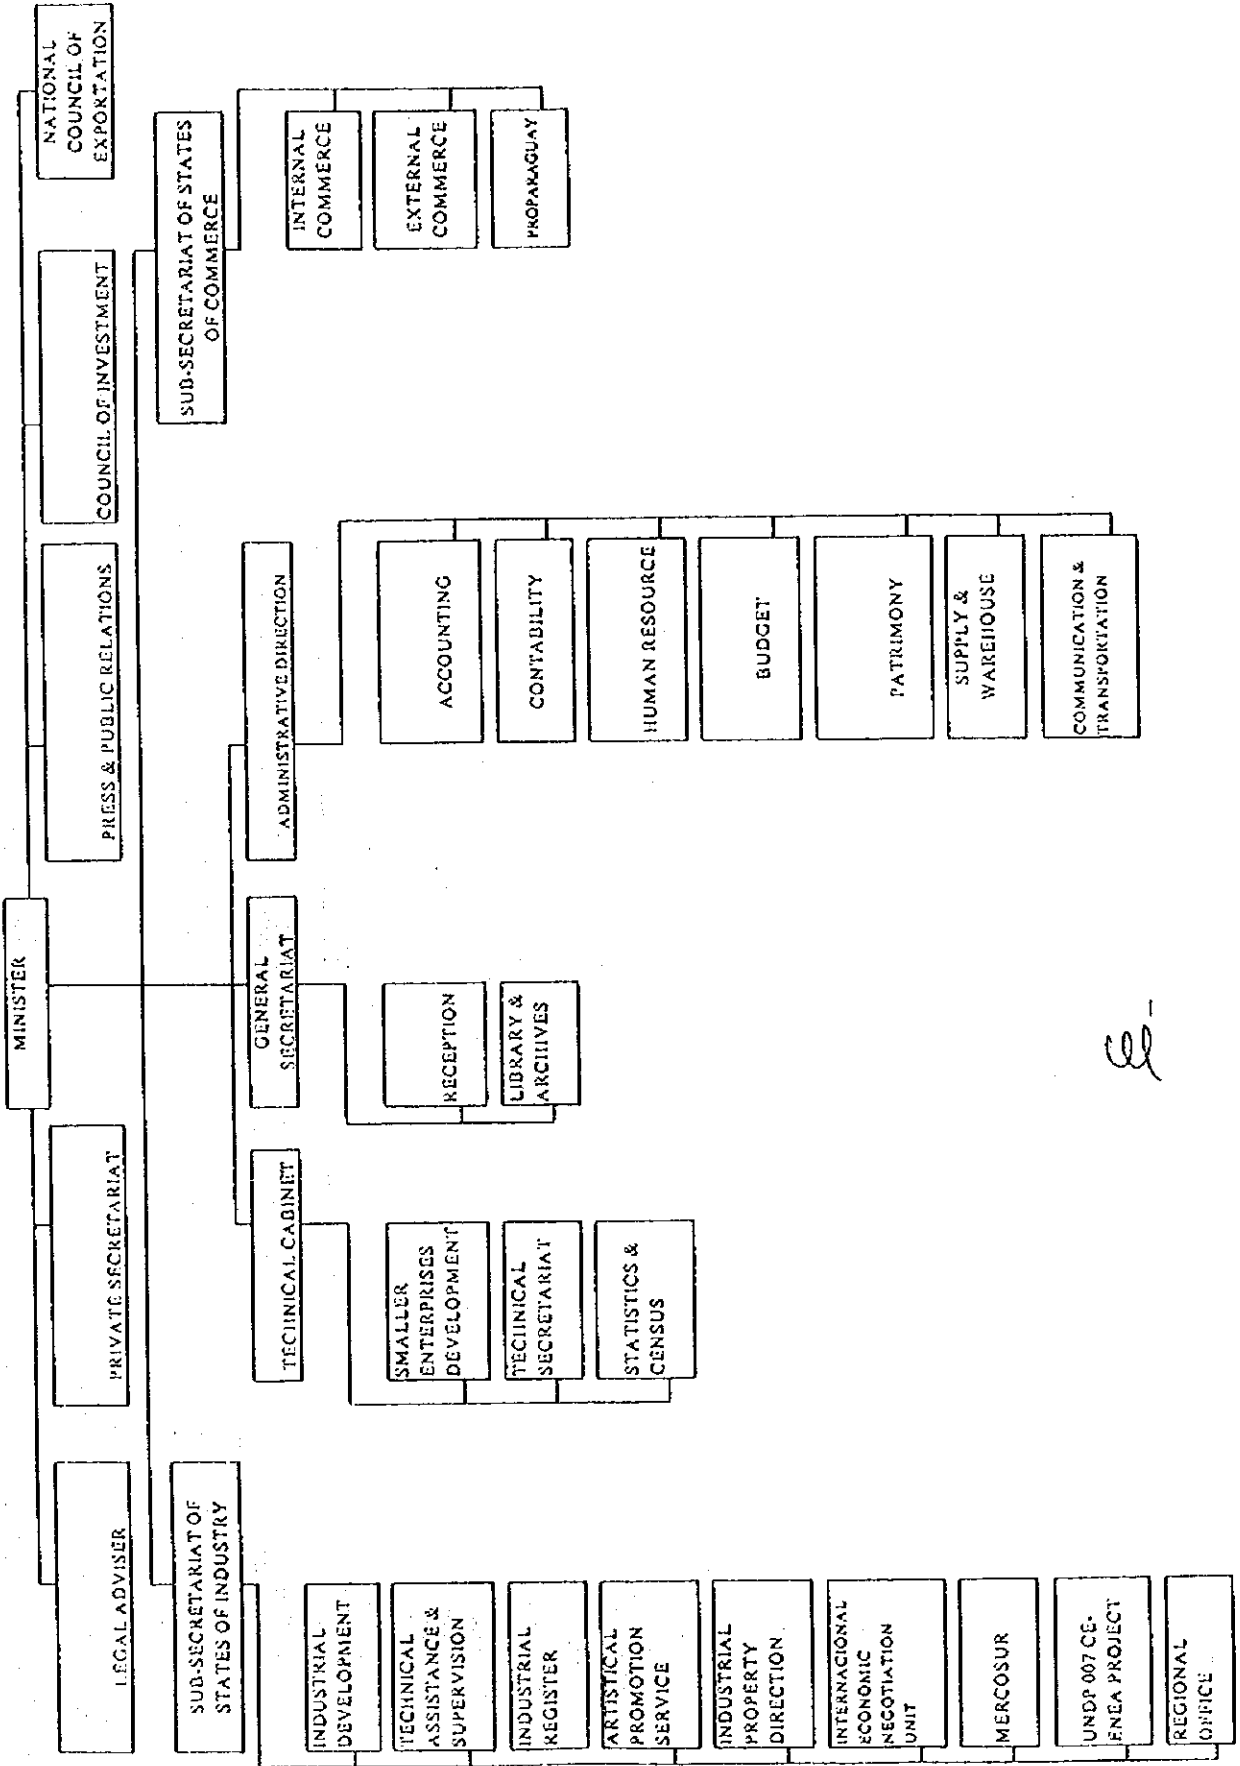 MINISTER
LEGAL ADVISER
PRIVATE SECRETARIAT
PRESS & PUBLIC RELATIONS
COUNCIL OF INVESTMENT
NATIONAL
COUNCIL OF
EXPORTATION
SUB-SECRETARIAT OF
STATES OF INDUSTRY
SUB-SECRETARIAT OF STATES
OF COMMERCE
TECHNICAL CABINET
GENERAL
SECRETARIAT
ADMINISTRATIVE DIRECTION
INDUSTRIAL
DEVELOPMENT
TECHNICAL
ASSISTANCE &
SUPERVISION
INDUSTRIAL
REGISTER
ARTISTICAL
PROMOTION
SERVICE
INDUSTRIAL
PROPERTY
DIRECTION
INTERNACIONAL
ECONOMIC
NEGOTIATION
UNIT
MERCOSUR
UNDP 007 CE-
ENEA PROJECT
REGIONAL
OFFICE
SMALLER
ENTERPRISES
DEVELOPMENT
TECHNICAL
SECRETARIAT
STATISTICS &
CENSUS
RECEPTION
LIBRARY &
ARCHIVES
ACCOUNTING
CONTABILITY
HUMAN RESOURCE
BUDGET
PATRIMONY
SUPPLY &
WAREHOUSE
COMMUNICATION &
TRANSPORTATION
INTERNAL
COMMERCE
EXTERNAL
COMMERCE
PROPARAGUAY